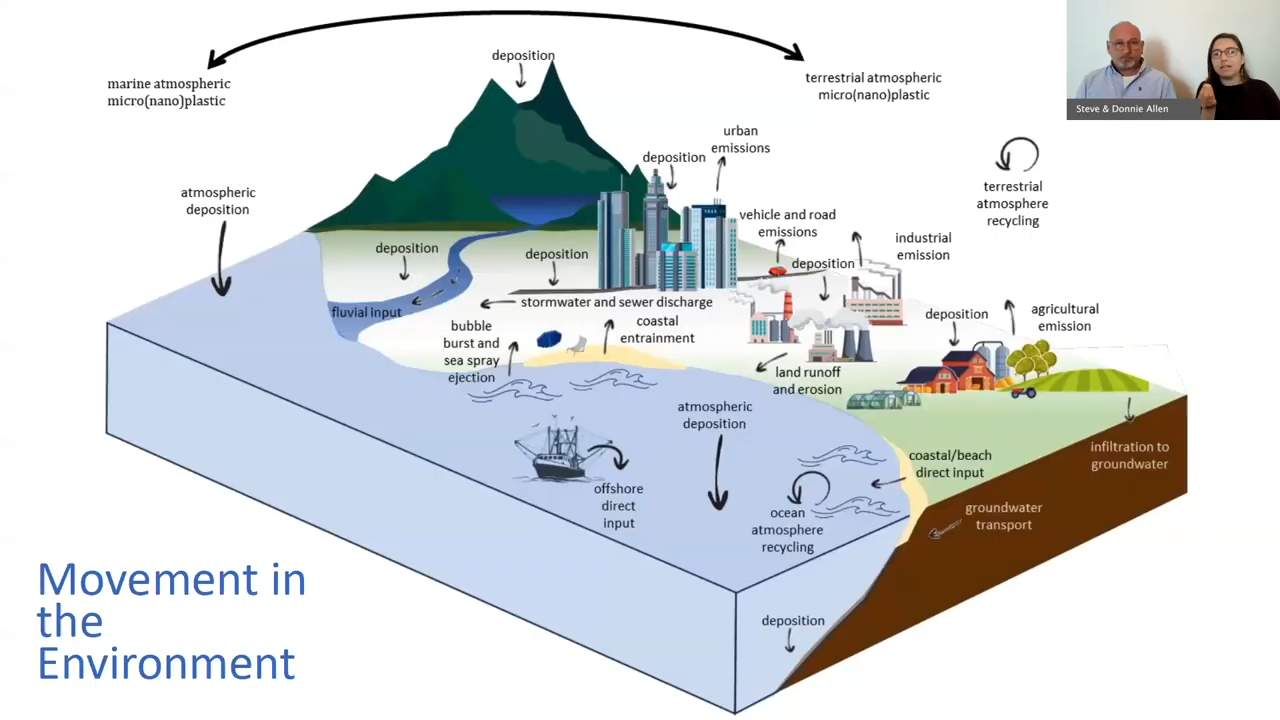 deposition
marine atmospheric
micro(nano)plastic
terrestrial atmospheric
micro(nano)plastic
Steve & Donnie Allen
urban
emissions
deposition
atmospheric
deposition
terrestrial
atmosphere
recycling
vehicle and road
emissions
industrial
emission
deposition
deposition
deposition
fluvial input
stormwater and sewer discharge
coastal
entrainment
deposition
agricultural
emission
bubble
burst and
sea spray
ejection
land runoff
and erosion
atmospheric
deposition
infiltration to
groundwater
coastal/beach
direct input
offshore
direct
input
ocean
atmosphere
recycling
groundwater
transport
Movement in
the
Environment
deposition